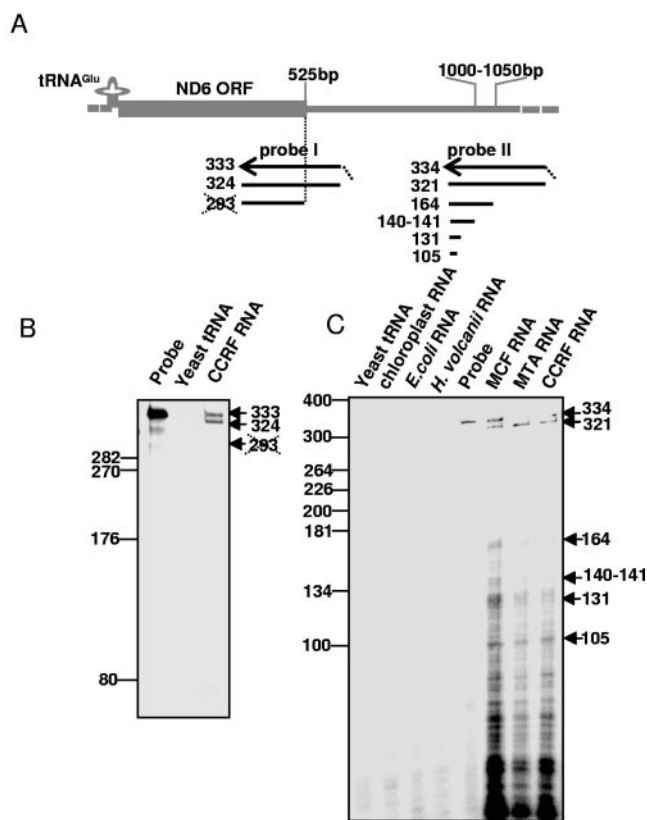 A
tRNAGlu
ND6 ORF
525bp
1000-1050bp
probe I
probe II
333
324
293
334
321
164
140-141
131
105
B
Probe
Yeast tRNA
CCRF RNA
333
324
293
282
270
176
80
C
Yeast tRNA
chloroplast RNA
E.coli RNA
H. volcanii RNA
Probe
MCF RNA
MTA RNA
CCRF RNA
400
300
264
226
200
181
134
100
334
321
164
140-141
131
105